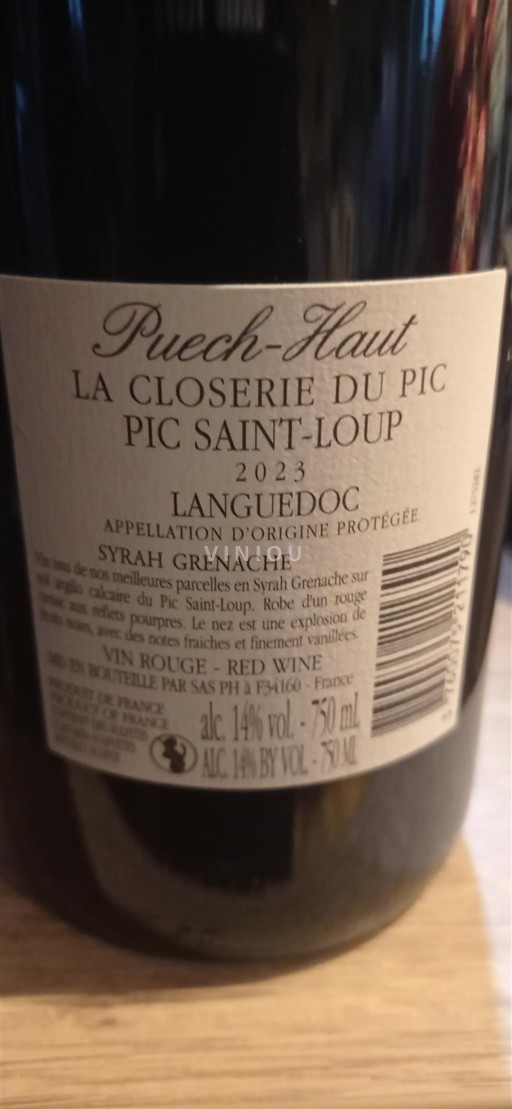 Puech-Haut
LA CLOSERIE DU PIC
PIC SAINT-LOUP
2023
LANGUEDOC
APPELLATION D'ORIGINE PROTÉGÉE
SYRAH GRENACHE
VINIOU
Vin issu de nos meilleures parcelles en Syrah Grenache sur
sol argilo calcaire du Pic Saint-Loup. Robe d'un rouge
intense aux reflets pourpres. Le nez est une explosion de
fruits noirs, avec des notes fraiches et finement vanillées.
VIN ROUGE - RED WINE
MIS EN BOUTEILLE PAR SAS PH à F34160 - France
PRODUIT DE FRANCE
PRODUCT OF FRANCE
alc. 14% vol. - 750 mL
ALC. 14% BY VOL. - 750 ML